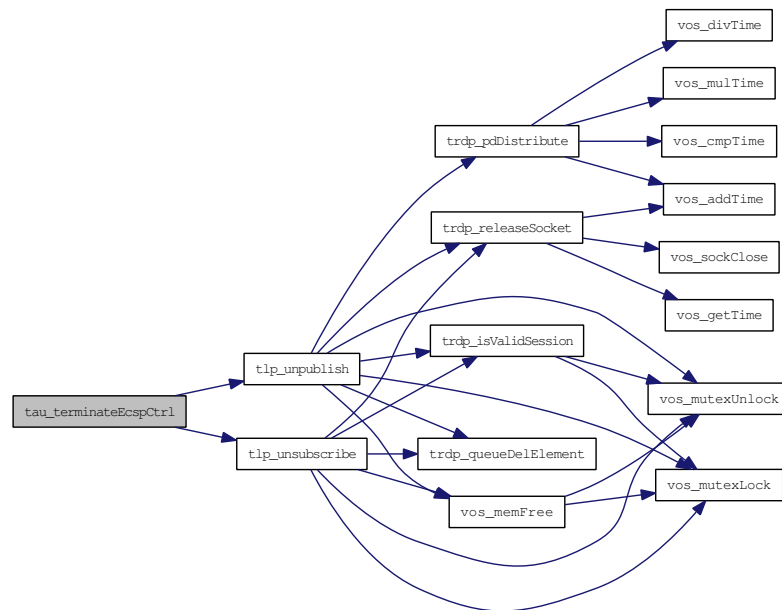 vos_divTime
vos_mulTime
trdp_pdDistribute
vos_cmpTime
vos_addTime
trdp_releaseSocket
vos_sockClose
vos_getTime
trdp_isValidSession
tlp_unpublish
vos_mutexUnlock
tau_terminateEcspCtrl
tlp_unsubscribe
trdp_queueDelElement
vos_mutexLock
vos_memFree